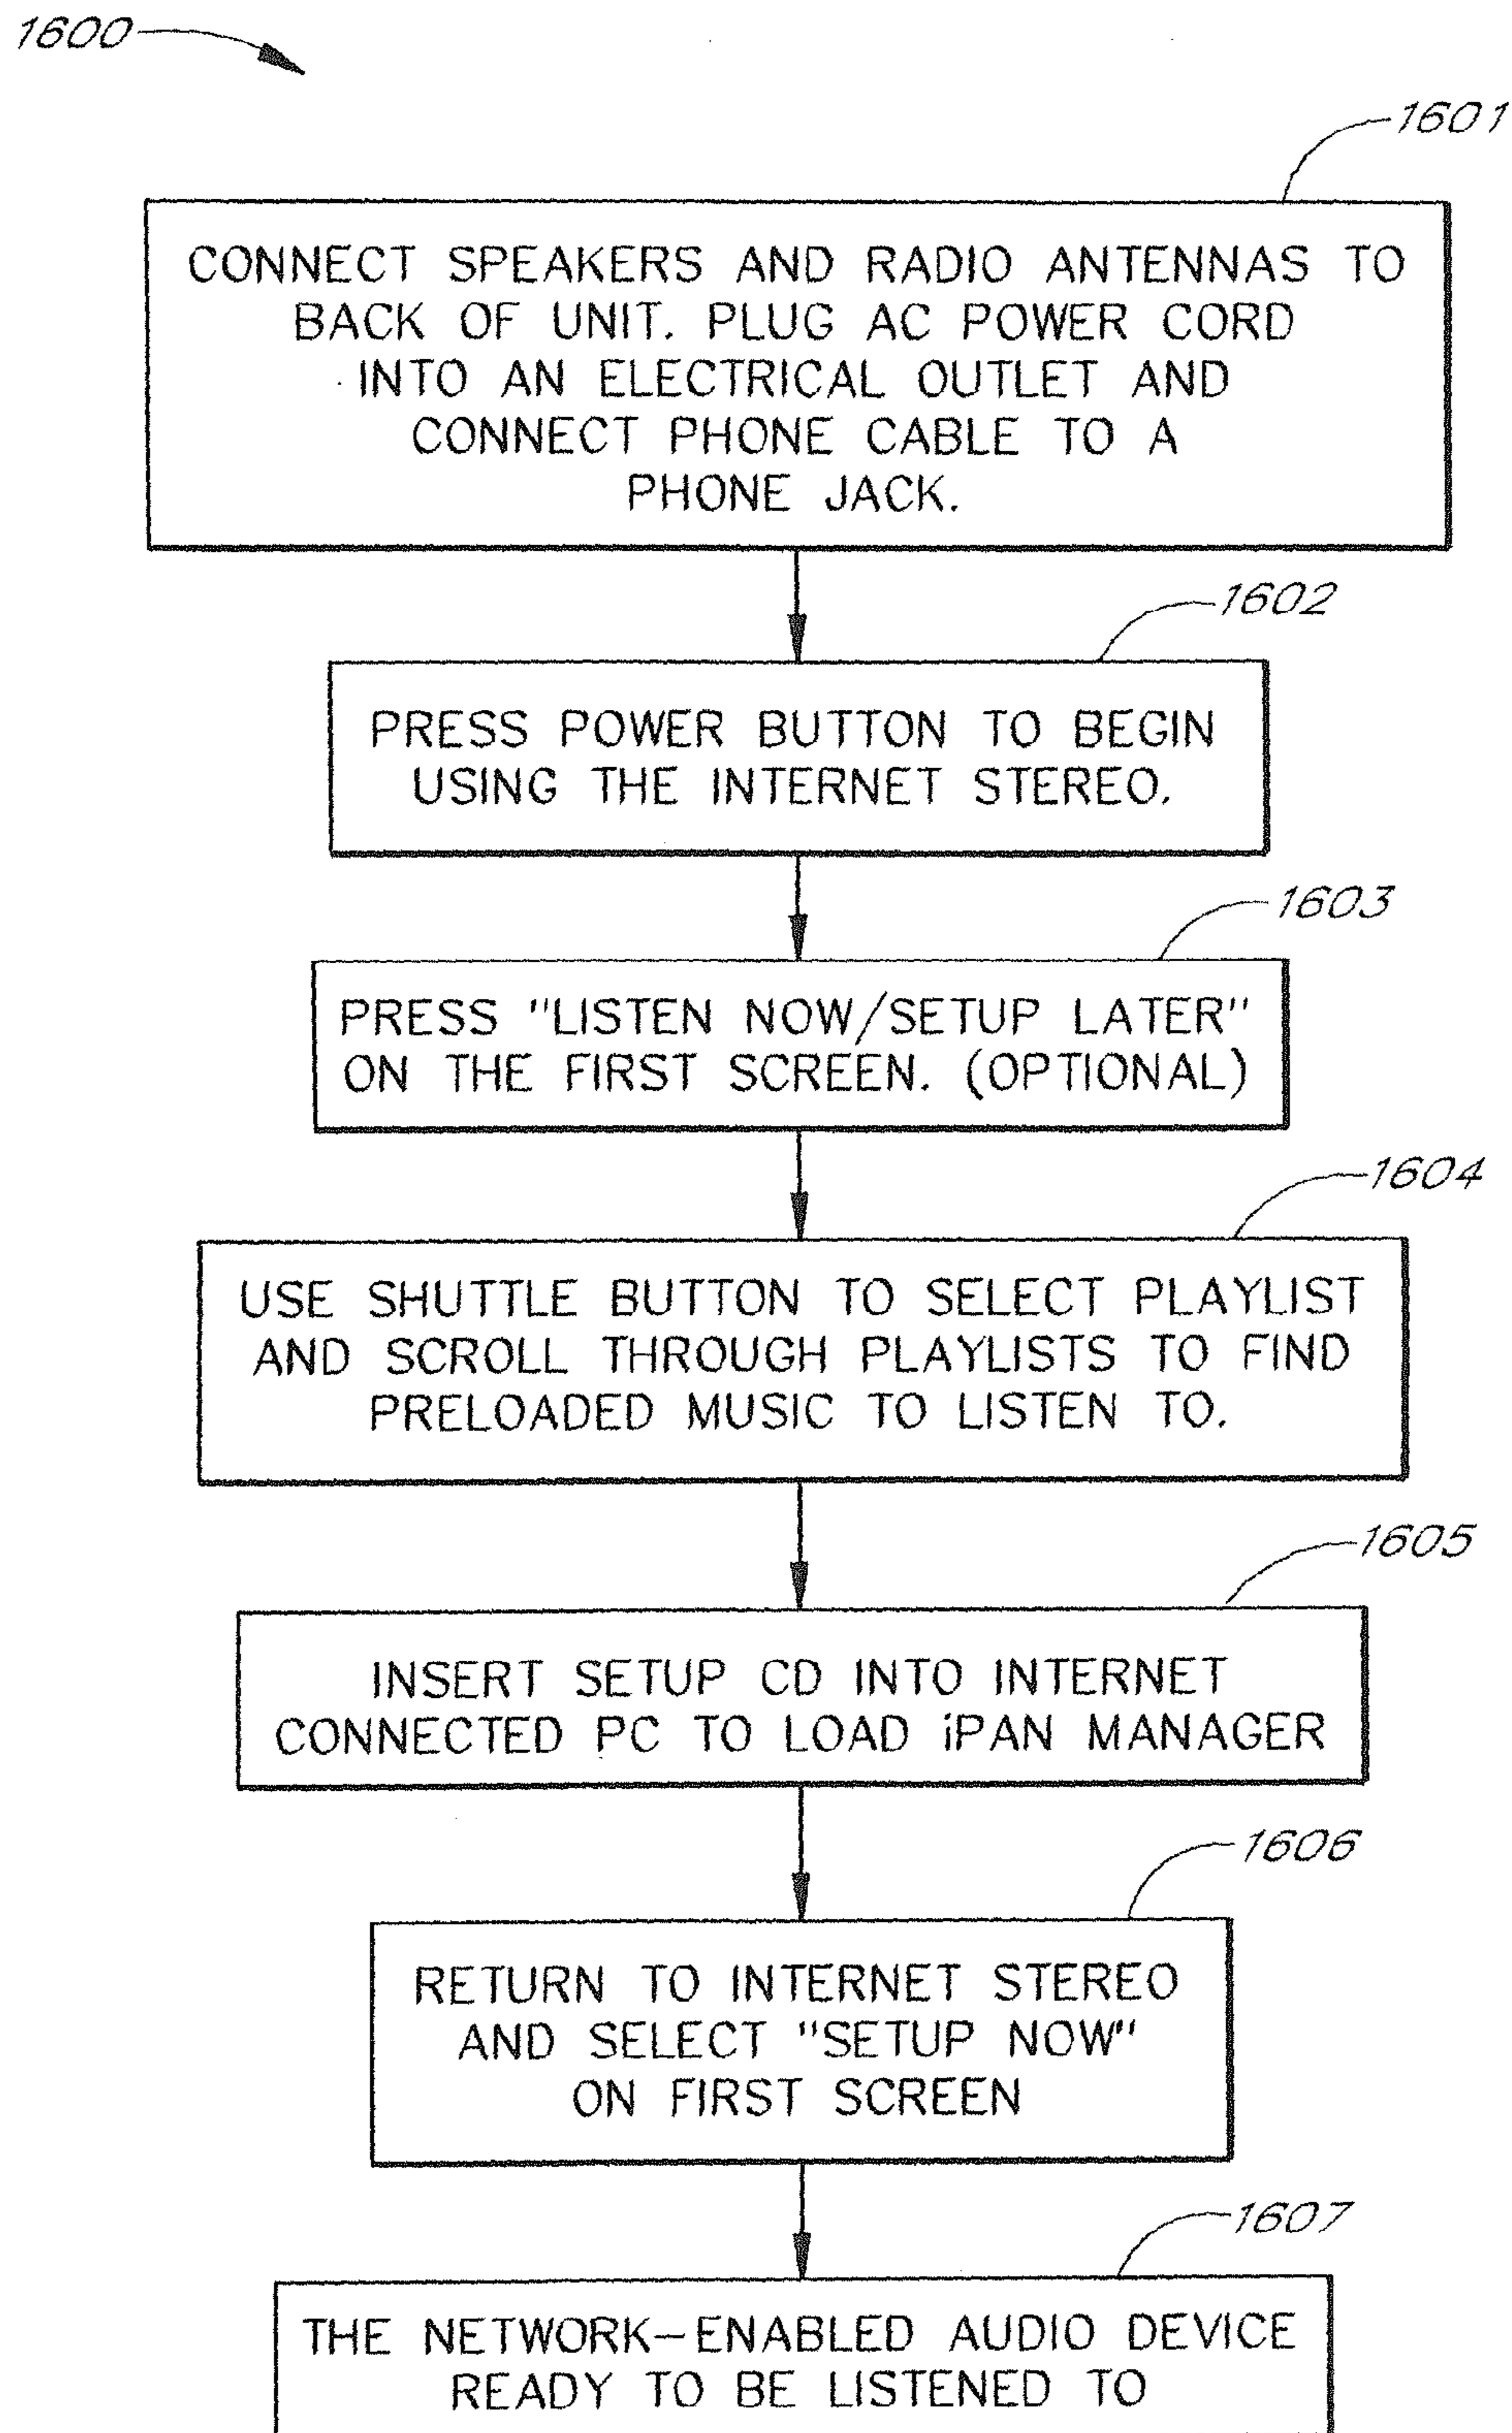 1600
1601
CONNECT SPEAKERS AND RADIO ANTENNAS TO
BACK OF UNIT. PLUG AC POWER CORD
INTO AN ELECTRICAL OUTLET AND
CONNECT PHONE CABLE TO A
PHONE JACK.
1602
PRESS POWER BUTTON TO BEGIN
USING THE INTERNET STEREO.
1603
PRESS "LISTEN NOW/SETUP LATER"
ON THE FIRST SCREEN. (OPTIONAL)
1604
USE SHUTTLE BUTTON TO SELECT PLAYLIST
AND SCROLL THROUGH PLAYLISTS TO FIND
PRELOADED MUSIC TO LISTEN TO.
1605
INSERT SETUP CD INTO INTERNET
CONNECTED PC TO LOAD iPAN MANAGER
1606
RETURN TO INTERNET STEREO
AND SELECT "SETUP NOW"
ON FIRST SCREEN
1607
THE NETWORK-ENABLED AUDIO DEVICE
READY TO BE LISTENED TO